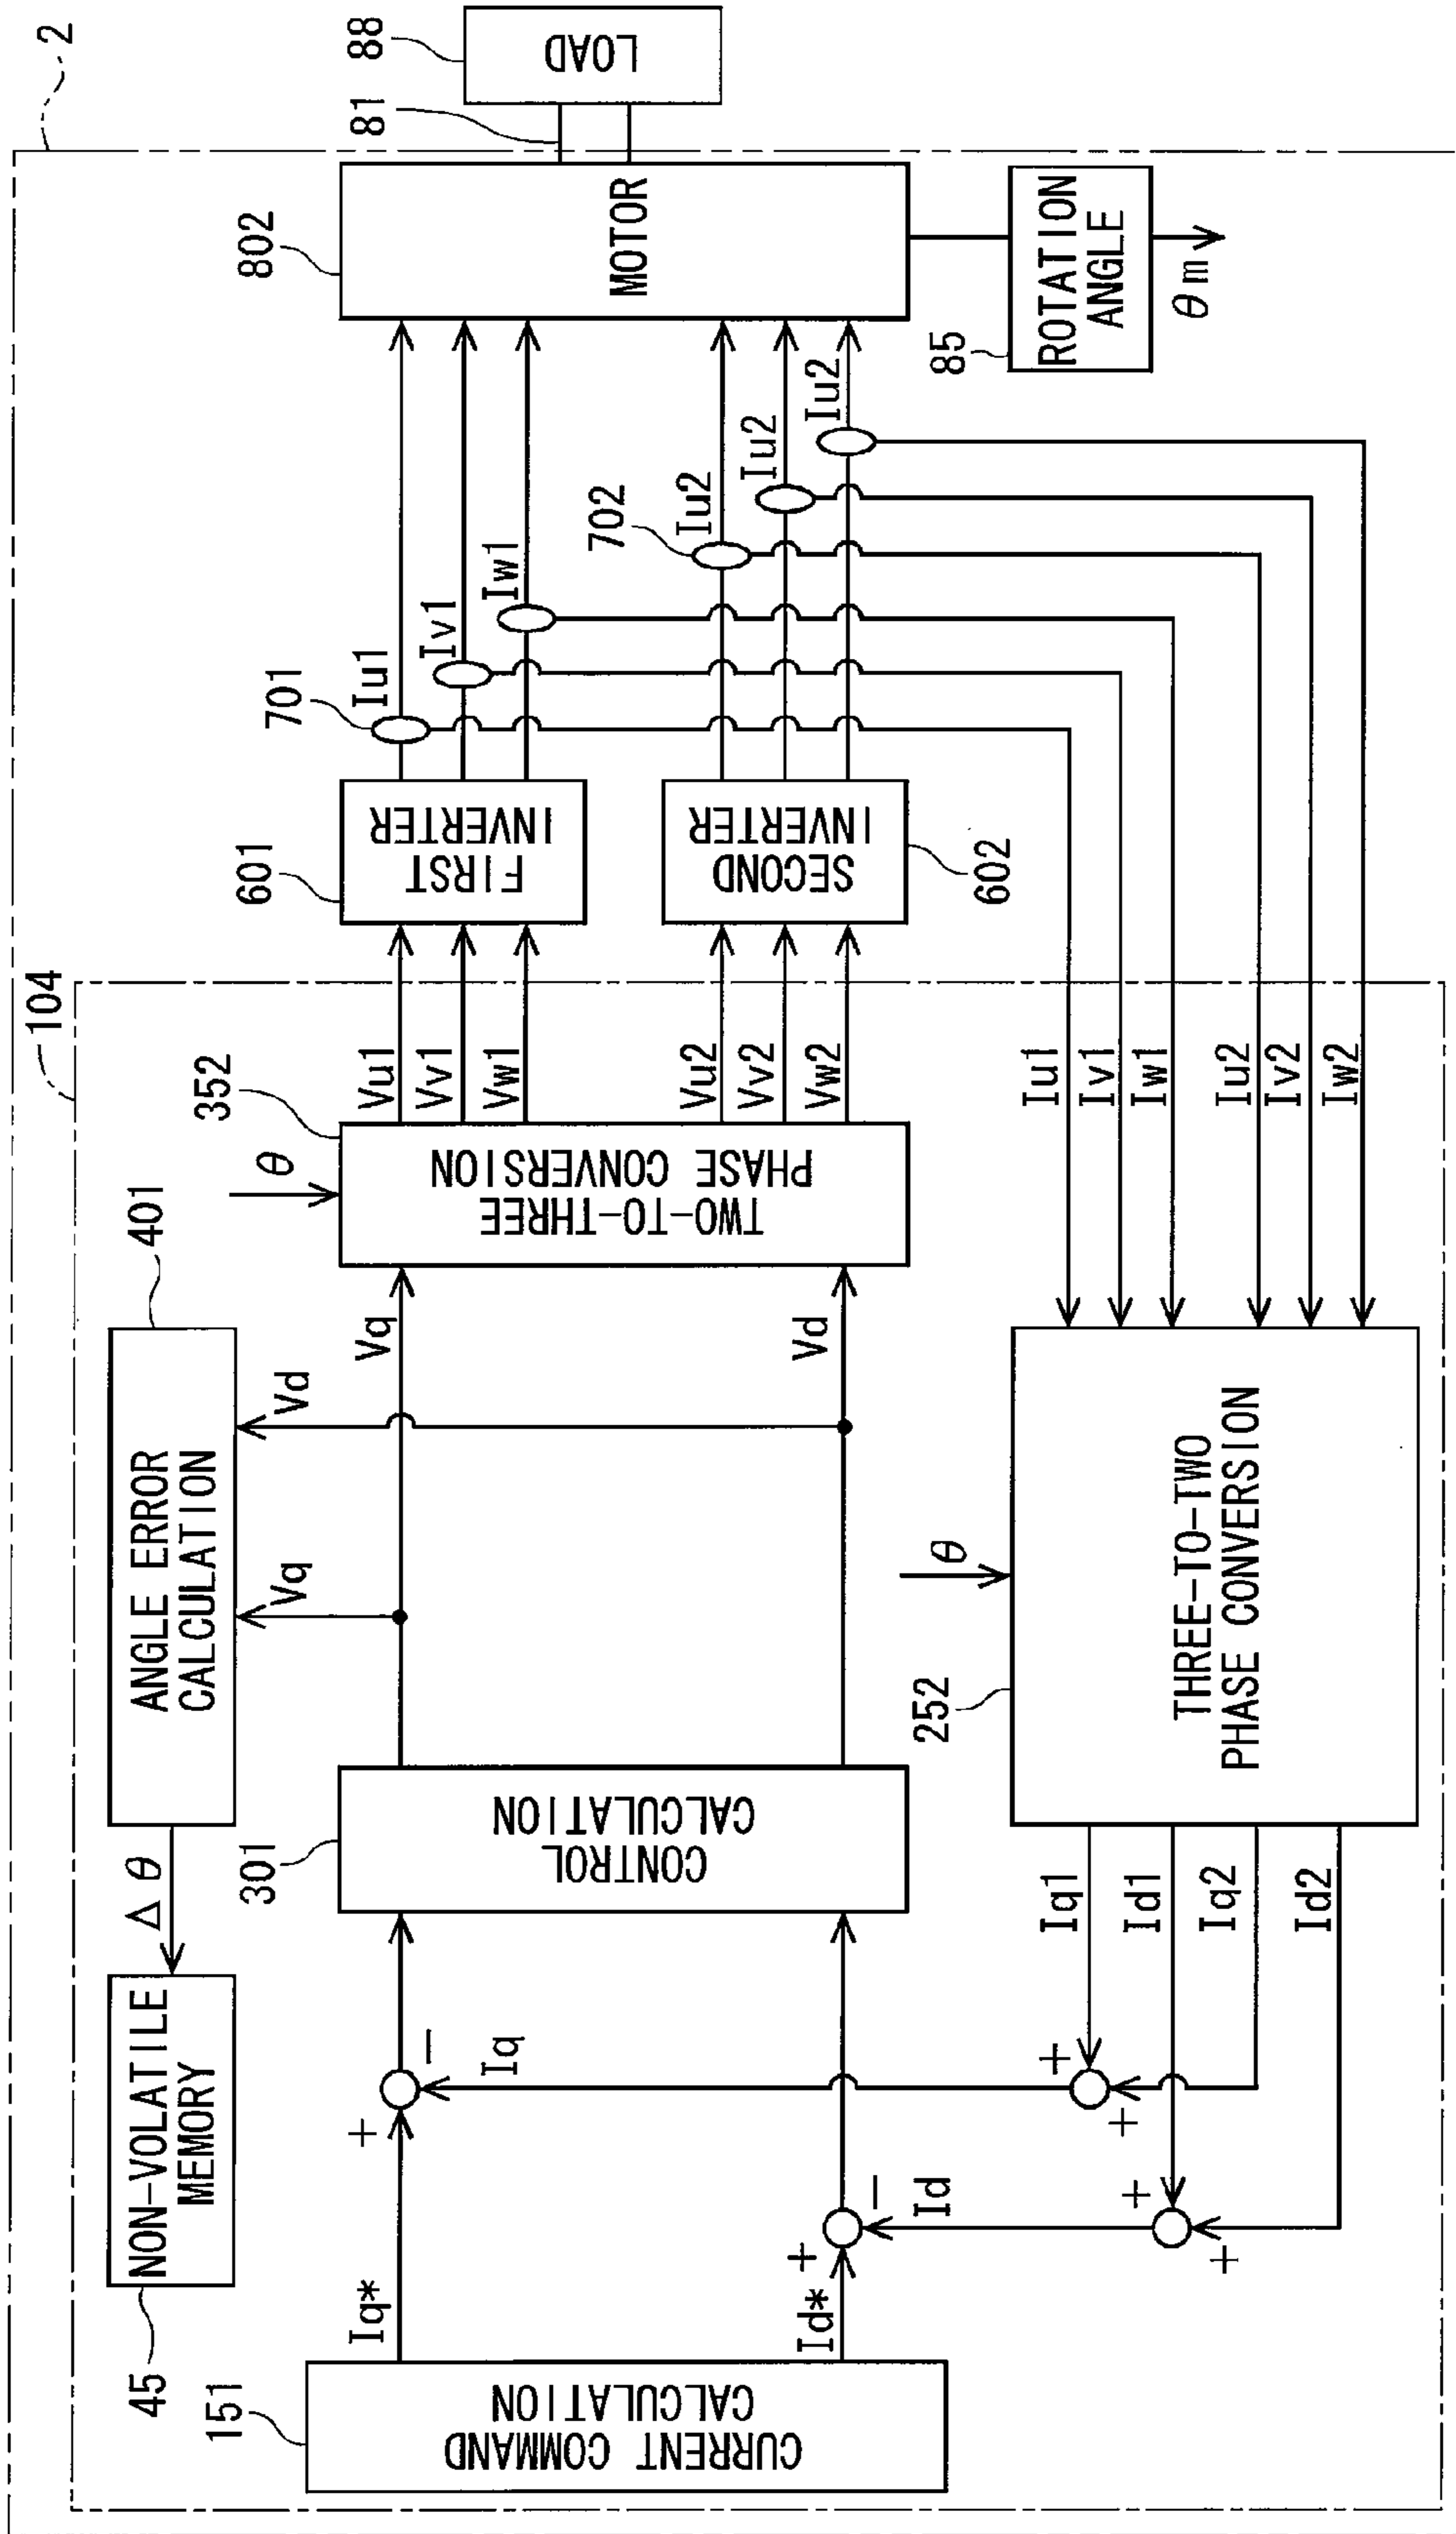 2
104
45
NON-VOLATILE
MEMORY
Δθ
401
ANGLE ERROR
CALCULATION
Vq
Vd
151
CURRENT COMMAND
CALCULATION
Iq*
+
−
Iq
Id*
+
−
Id
301
CONTROL
CALCULATION
Vq
Vd
θ
352
TWO-TO-THREE
PHASE CONVERSION
Vu1
Vv1
Vw1
Vu2
Vv2
Vw2
601
FIRST
INVERTER
602
SECOND
INVERTER
701
Iu1
Iv1
Iw1
702
Iu2
Iu2
Iu2
802
MOTOR
81
88
LOAD
85
ROTATION
ANGLE
θm
252
θ
THREE-TO-TWO
PHASE CONVERSION
Iu1
Iv1
Iw1
Iu2
Iv2
Iw2
Iq1
Id1
Iq2
Id2
+
+
+
+